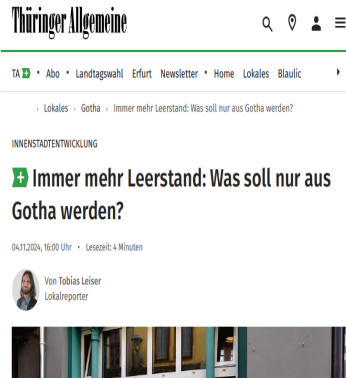 Thüringer Allgemeine
TA + • Abo • Landtagswahl Erfurt Newsletter • Home Lokales Blaulic
› Lokales › Gotha › Immer mehr Leerstand: Was soll nur aus Gotha werden?
INNENSTADTENTWICKLUNG
+ Immer mehr Leerstand: Was soll nur aus
Gotha werden?
04.11.2024, 16:00 Uhr • Lesezeit: 4 Minuten
Von Tobias Leiser
Lokalreporter